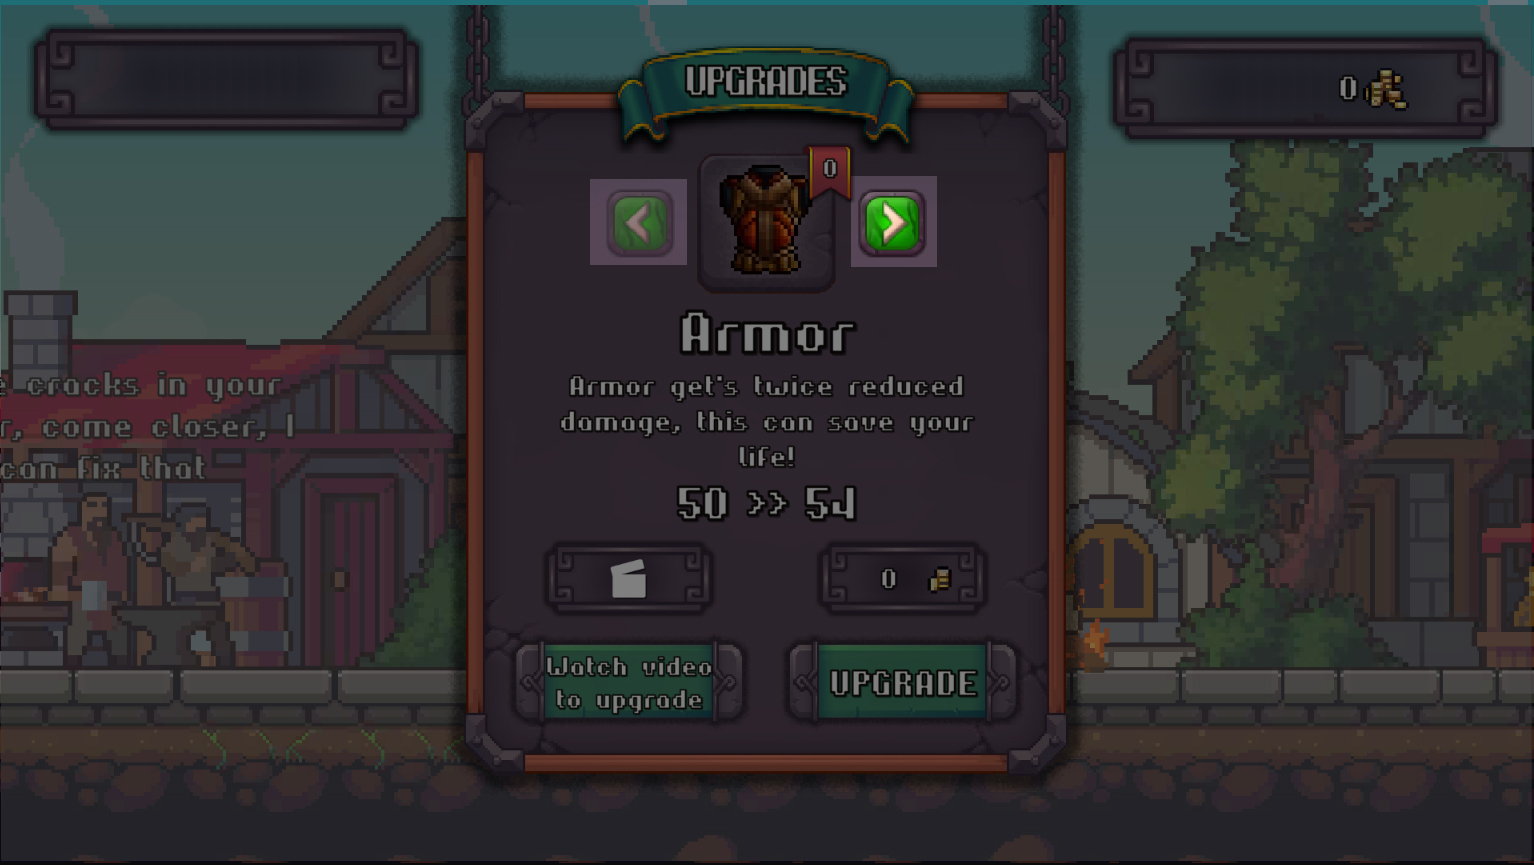 UPGRADES
0
0
Armor
Armor get's twice reduced
damage, this can save your
life!
50 >> 54
cracks in your
come closer, I
can fix that
0
Watch video
to upgrade
UPGRADE